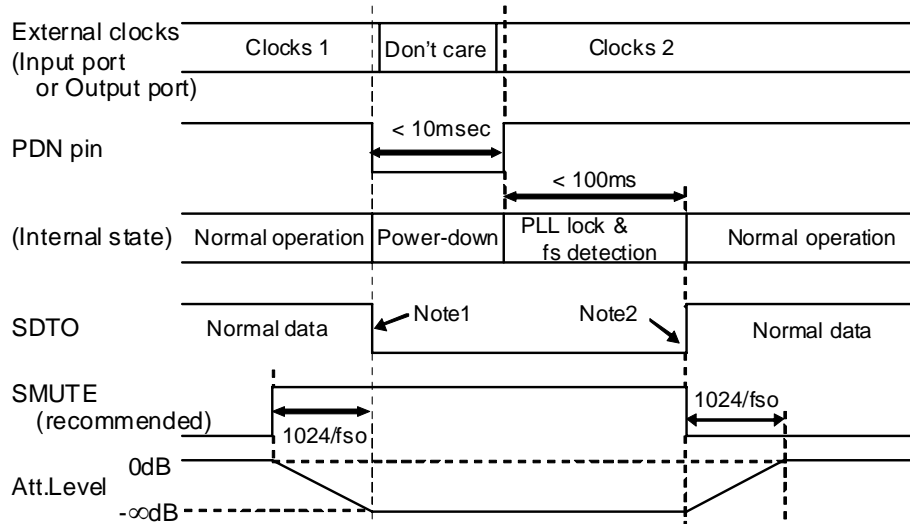 External clocks
(Input port
or Output port)
Clocks 1
Don't care
Clocks 2
PDN pin
< 10msec
< 100ms
(Internal state)
Normal operation
Power-down
PLL lock &
fs detection
Normal operation
SDTO
Normal data
Note1
Note2
Normal data
SMUTE
(recommended)
1024/fso
1024/fso
Att.Level
0dB
-∞dB